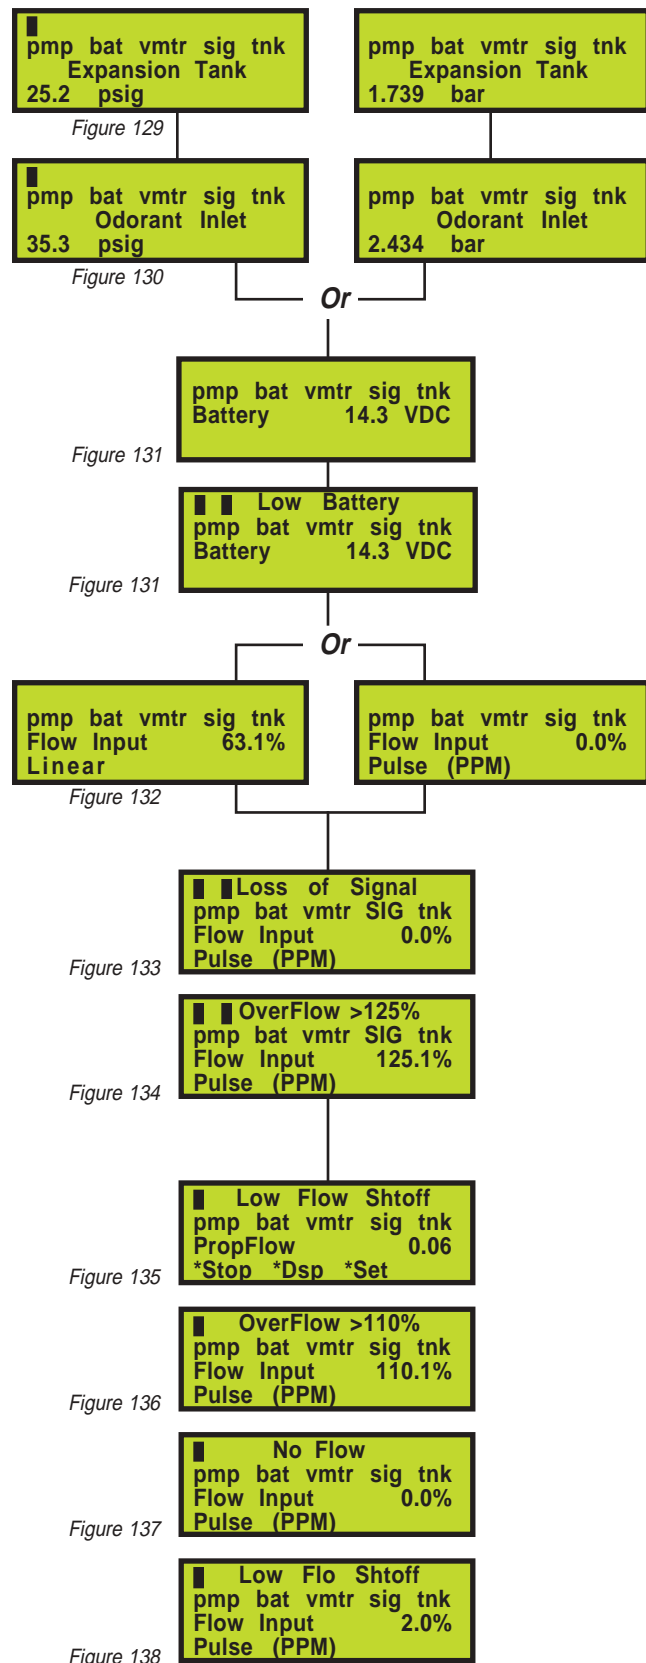 pmp bat vmtr sig tnk
Expansion Tank
25.2 psig
pmp bat vmtr sig tnk
Expansion Tank
1.739 bar
Figure 129
pmp bat vmtr sig tnk
Odorant Inlet
35.3 psig
pmp bat vmtr sig tnk
Odorant Inlet
2.434 bar
Figure 130
Or
pmp bat vmtr sig tnk
Battery 14.3 VDC
Figure 131
Low Battery
pmp bat vmtr sig tnk
Battery 14.3 VDC
Figure 131
Or
pmp bat vmtr sig tnk
Flow Input 63.1%
Linear
pmp bat vmtr sig tnk
Flow Input 0.0%
Pulse (PPM)
Figure 132
Loss of Signal
pmp bat vmtr SIG tnk
Flow Input 0.0%
Pulse (PPM)
Figure 133
OverFlow >125%
pmp bat vmtr SIG tnk
Flow Input 125.1%
Pulse (PPM)
Figure 134
Low Flow Shtoff
pmp bat vmtr sig tnk
PropFlow 0.06
*Stop *Dsp *Set
Figure 135
OverFlow >110%
pmp bat vmtr sig tnk
Flow Input 110.1%
Pulse (PPM)
Figure 136
No Flow
pmp bat vmtr sig tnk
Flow Input 0.0%
Pulse (PPM)
Figure 137
Low Flo Shtoff
pmp bat vmtr sig tnk
Flow Input 2.0%
Pulse (PPM)
Figure 138